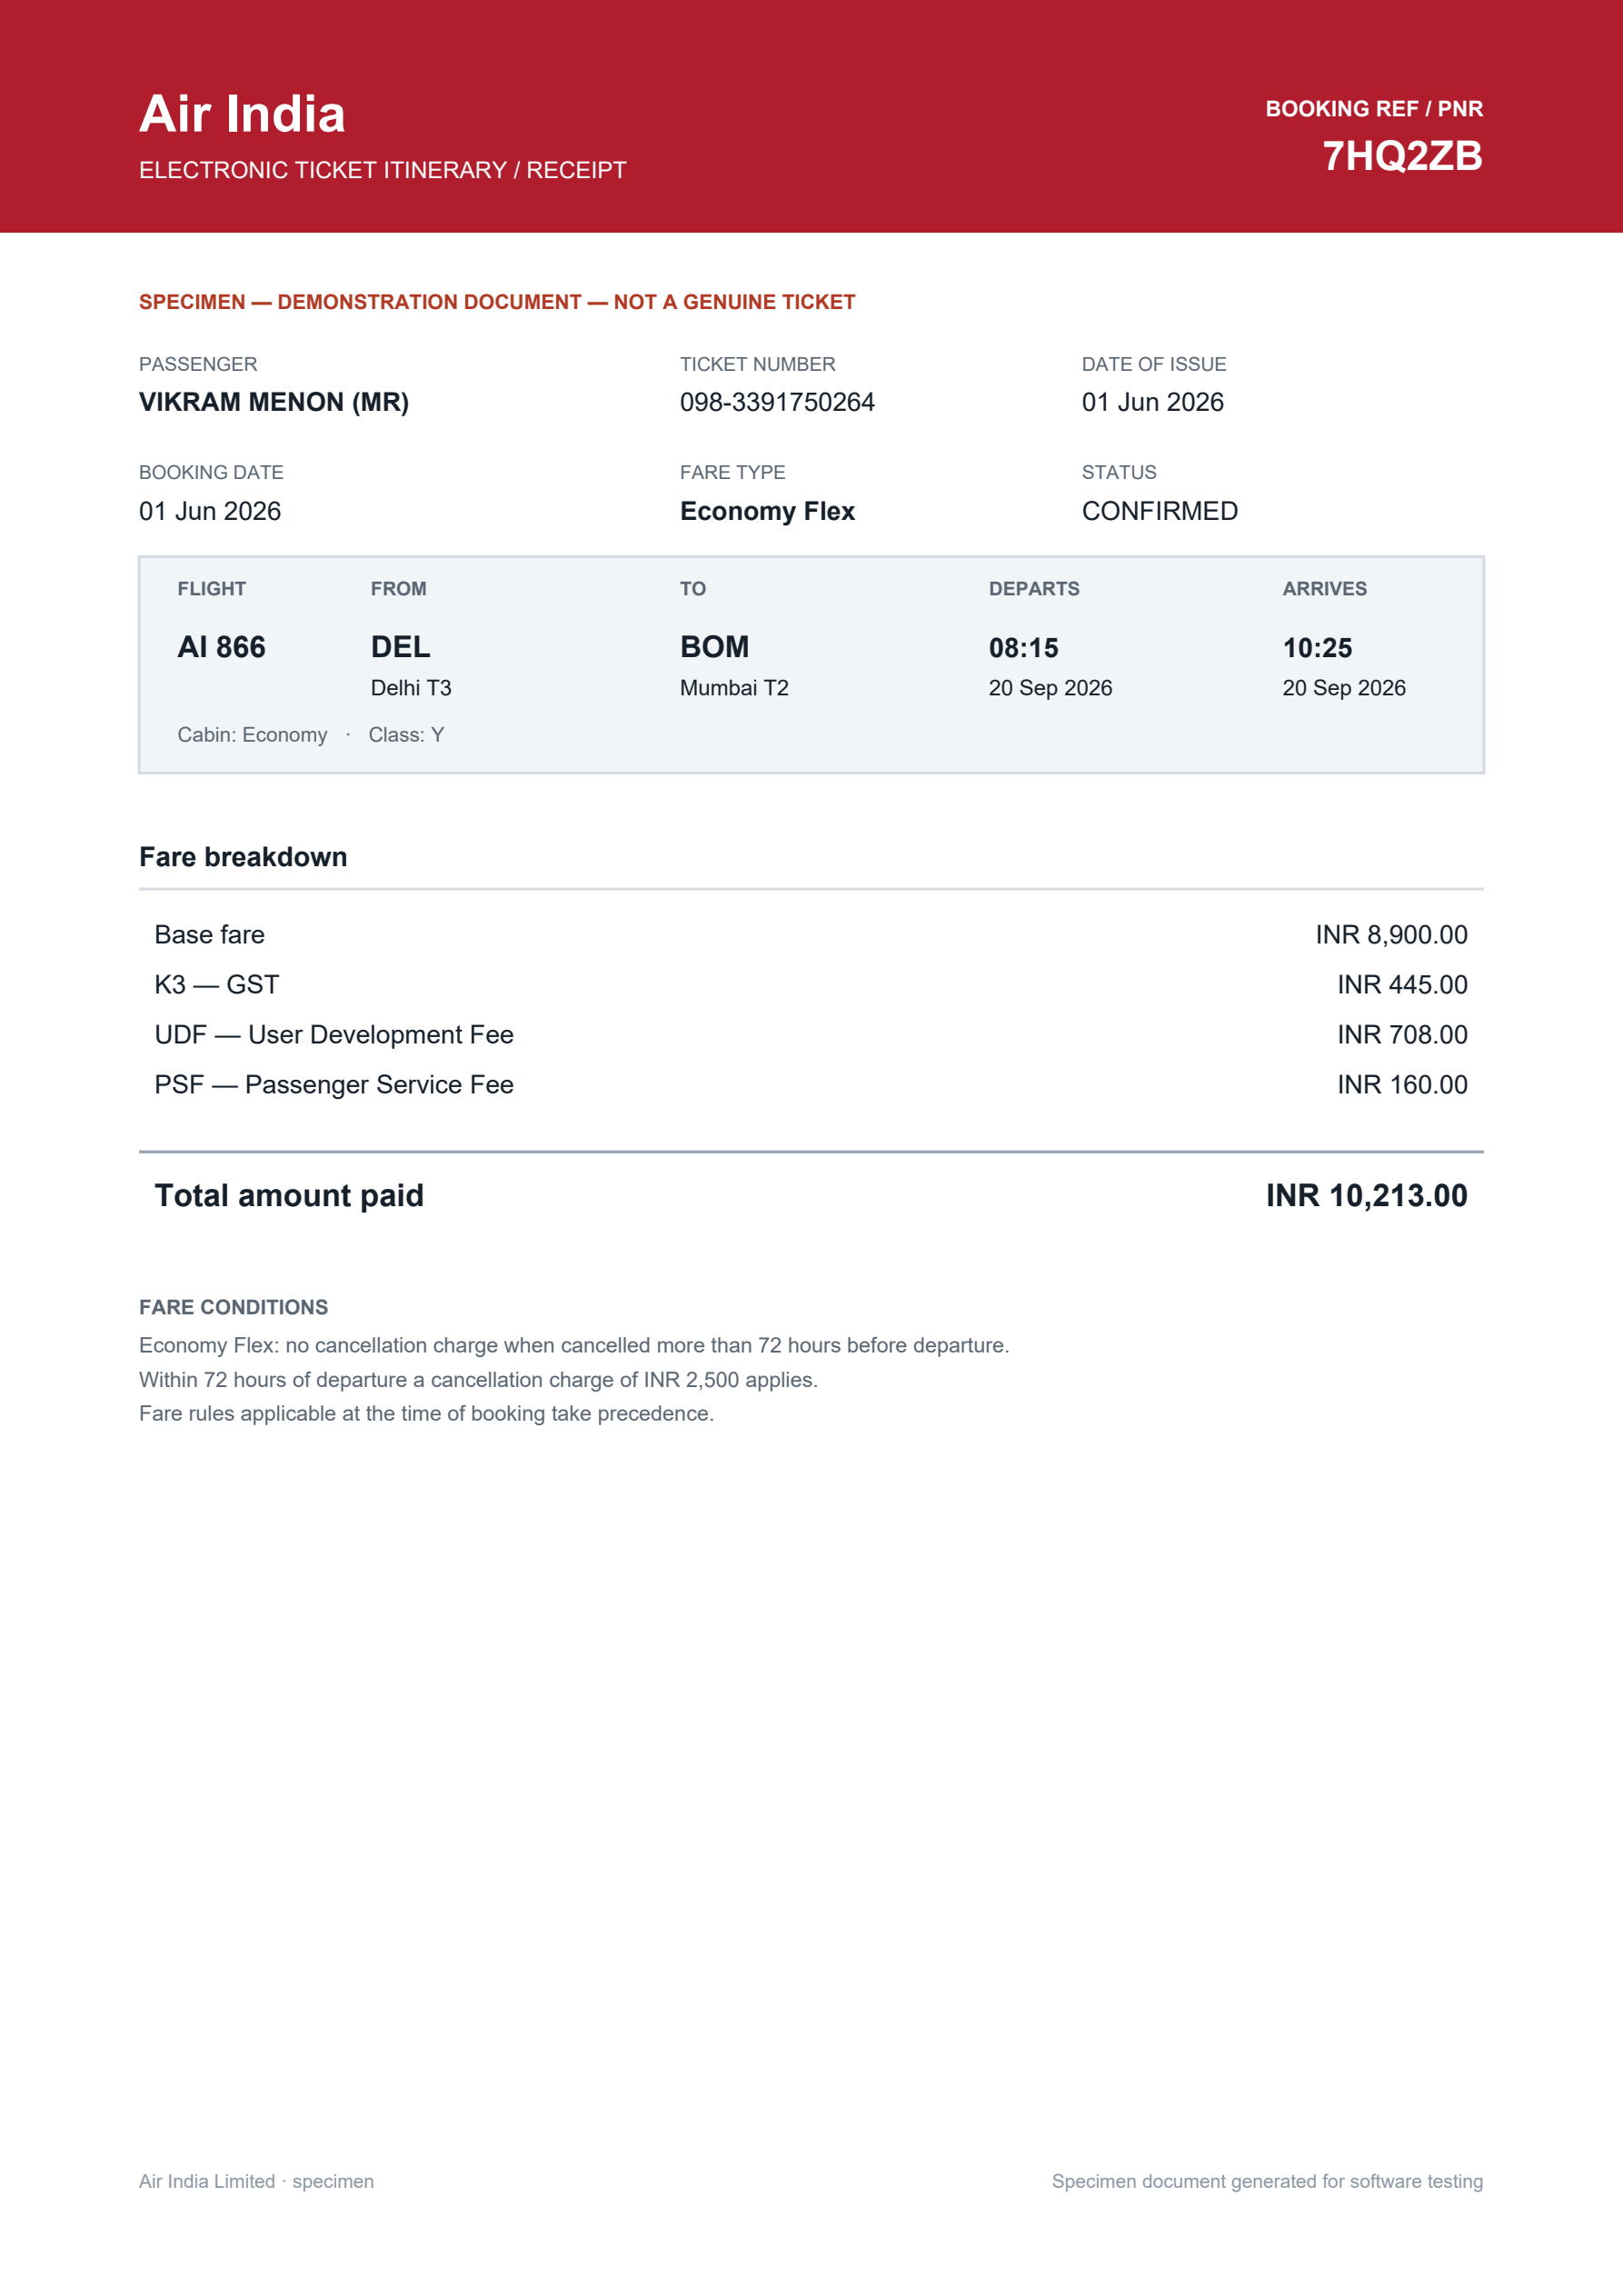 Air India
ELECTRONIC TICKET ITINERARY / RECEIPT
BOOKING REF / PNR
7HQ2ZB
SPECIMEN — DEMONSTRATION DOCUMENT — NOT A GENUINE TICKET
PASSENGER TICKET NUMBER DATE OF ISSUE
VIKRAM MENON (MR) 098-3391750264 01 Jun 2026
BOOKING DATE FARE TYPE STATUS
01 Jun 2026 Economy Flex CONFIRMED
FLIGHT FROM TO DEPARTS ARRIVES
AI 866 DEL BOM 08:15 10:25
Delhi T3 Mumbai T2 20 Sep 2026 20 Sep 2026
Cabin: Economy · Class: Y
Fare breakdown
Base fare INR 8,900.00
K3 — GST INR 445.00
UDF — User Development Fee INR 708.00
PSF — Passenger Service Fee INR 160.00
Total amount paid INR 10,213.00
FARE CONDITIONS
Economy Flex: no cancellation charge when cancelled more than 72 hours before departure.
Within 72 hours of departure a cancellation charge of INR 2,500 applies.
Fare rules applicable at the time of booking take precedence.
Air India Limited · specimen Specimen document generated for software testing